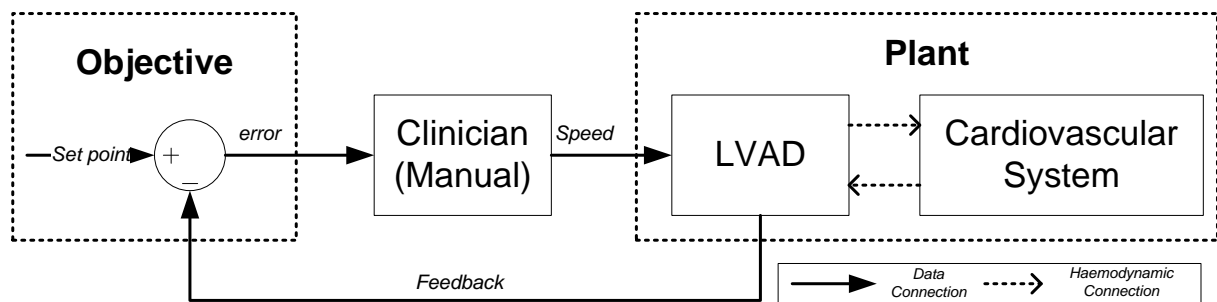 Objective
Set point
+
−
error
Clinician
(Manual)
Speed
Plant
LVAD
Cardiovascular
System
Feedback
Data
Connection
Haemodynamic
Connection